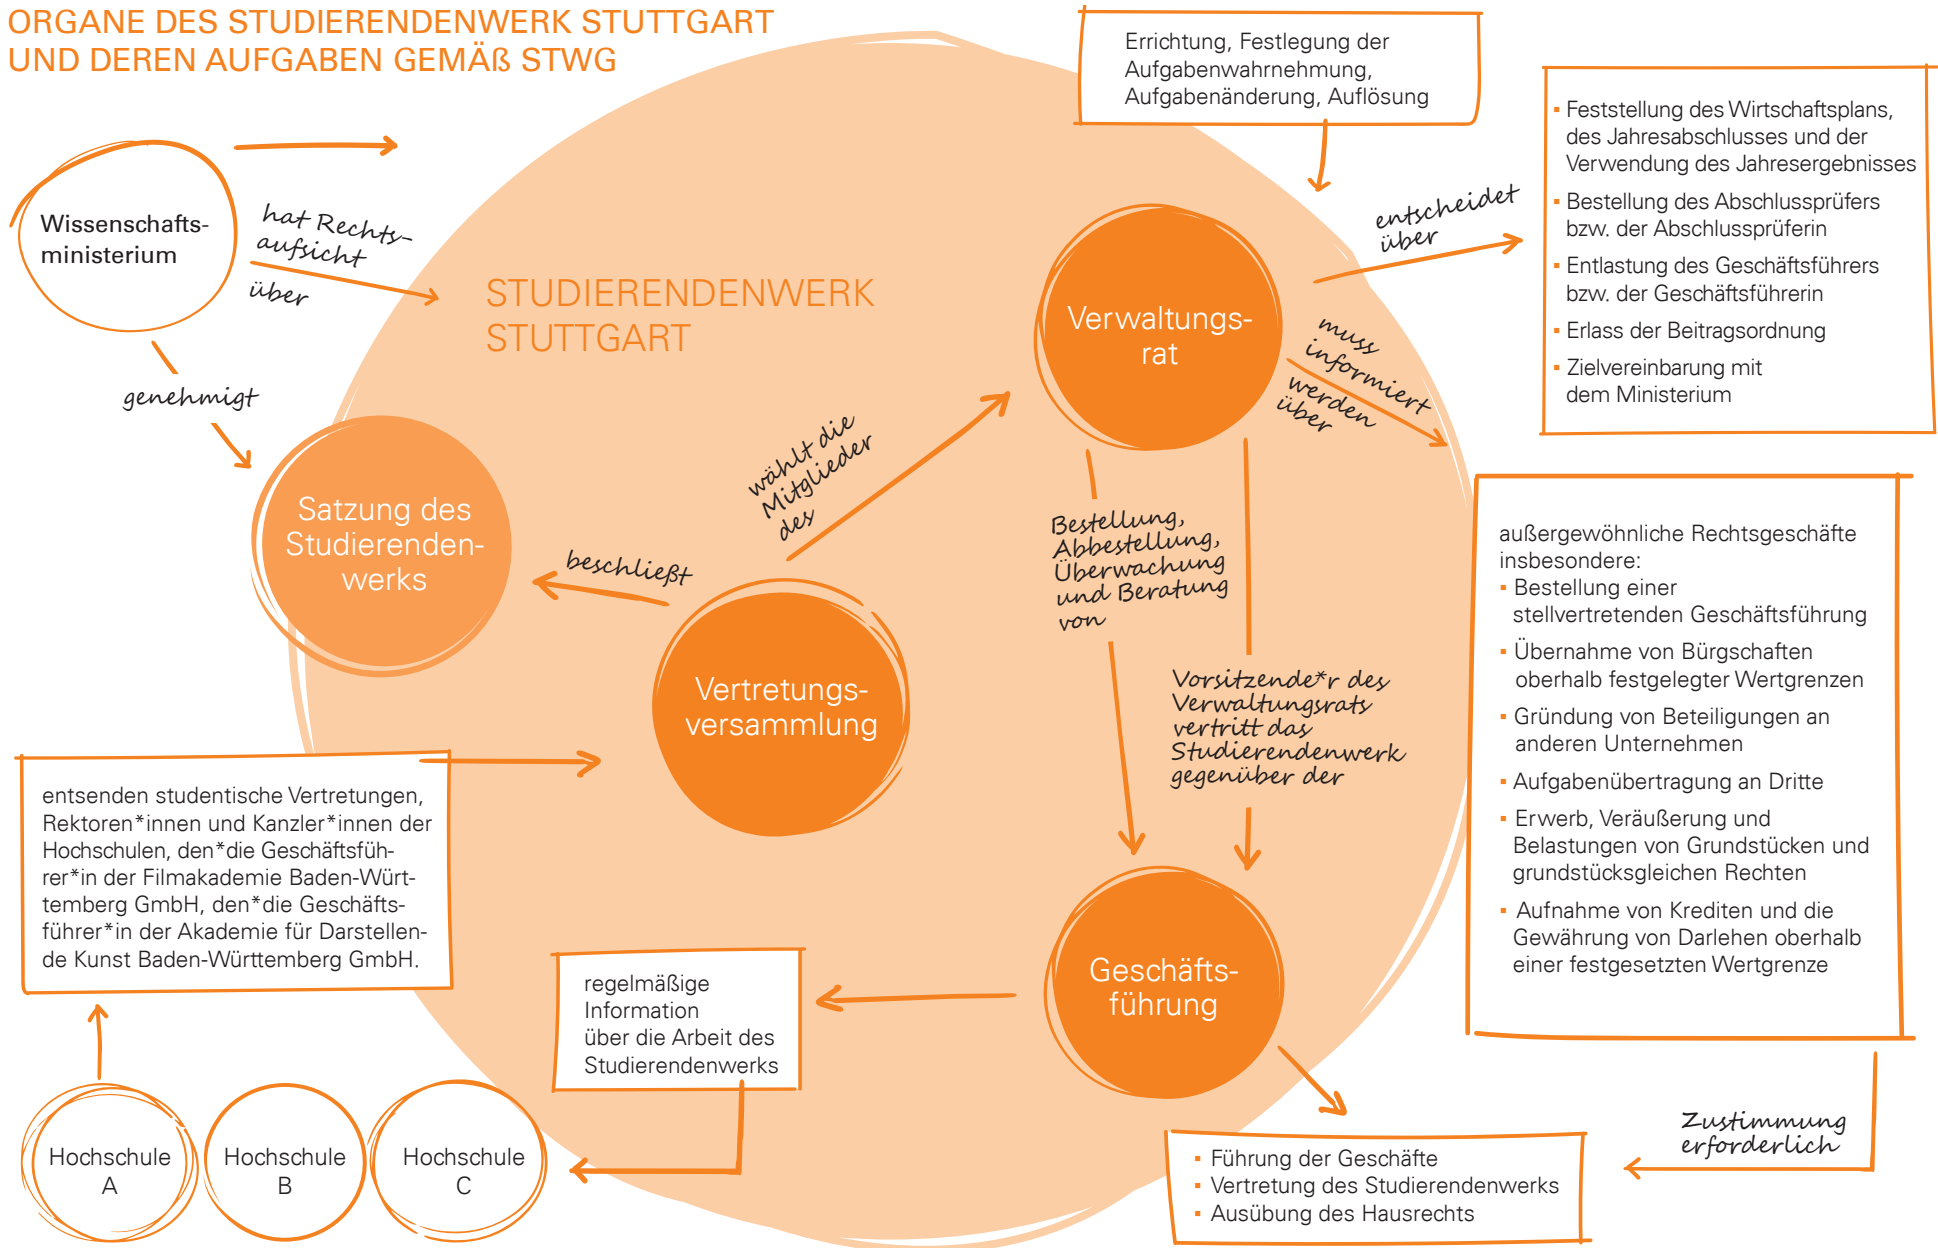 ORGANE DES STUDIERENDENWERK STUTTGART
UND DEREN AUFGABEN GEMÄß STWG
Errichtung, Festlegung der
Aufgabenwahrnehmung,
Aufgabenänderung, Auflösung
▪ Feststellung des Wirtschaftsplans,
des Jahresabschlusses und der
Verwendung des Jahresergebnisses
▪ Bestellung des Abschlussprüfers
bzw. der Abschlussprüferin
▪ Entlastung des Geschäftsführers
bzw. der Geschäftsführerin
▪ Erlass der Beitragsordnung
▪ Zielvereinbarung mit
dem Ministerium
Wissenschafts-
ministerium
hat Rechts-
aufsicht
über
genehmigt
STUDIERENDENWERK
STUTTGART
Verwaltungs-
rat
entscheidet
über
muss
informiert
werden
über
Satzung des
Studierenden-
werks
beschließt
wählt die
Mitglieder
des
Vertretungs-
versammlung
Bestellung,
Abbestellung,
Überwachung
und Beratung
von
Vorsitzende*r des
Verwaltungsrats
vertritt das
Studierendenwerk
gegenüber der
außergewöhnliche Rechtsgeschäfte
insbesondere:
▪ Bestellung einer
stellvertretenden Geschäftsführung
▪ Übernahme von Bürgschaften
oberhalb festgelegter Wertgrenzen
▪ Gründung von Beteiligungen an
anderen Unternehmen
▪ Aufgabenübertragung an Dritte
▪ Erwerb, Veräußerung und
Belastungen von Grundstücken und
grundstücksgleichen Rechten
▪ Aufnahme von Krediten und die
Gewährung von Darlehen oberhalb
einer festgesetzten Wertgrenze
entsenden studentische Vertretungen,
Rektoren*innen und Kanzler*innen der
Hochschulen, den*die Geschäftsfüh-
rer*in der Filmakademie Baden-Würt-
temberg GmbH, den*die Geschäfts-
führer*in der Akademie für Darstellen-
de Kunst Baden-Württemberg GmbH.
regelmäßige
Information
über die Arbeit des
Studierendenwerks
Geschäfts-
führung
Hochschule
A
Hochschule
B
Hochschule
C
▪ Führung der Geschäfte
▪ Vertretung des Studierendenwerks
▪ Ausübung des Hausrechts
Zustimmung
erforderlich